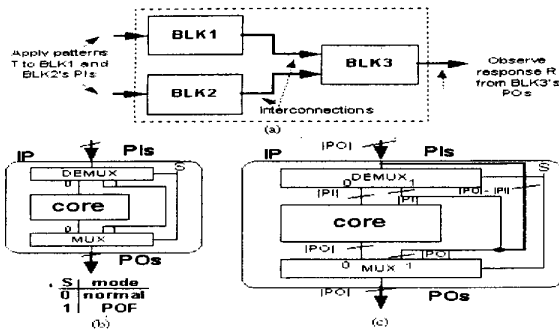 Apply patterns
T to BLK1 and
BLK2's PIs
BLK1
BLK2
BLK3
Interconnections
Observe
response R
from BLK3's
POs
(a)
IP
PIs
S
DEMUX
0
core
0
MUX
POs
S mode
0 normal
1 POF
(b)
IP
|PO|
PIs
S
DEMUX
0 1
|PI|
|PI|
|PO| - |PI|
core
|PO|
|PO|
0 MUX 1
|PO|
POs
(c)